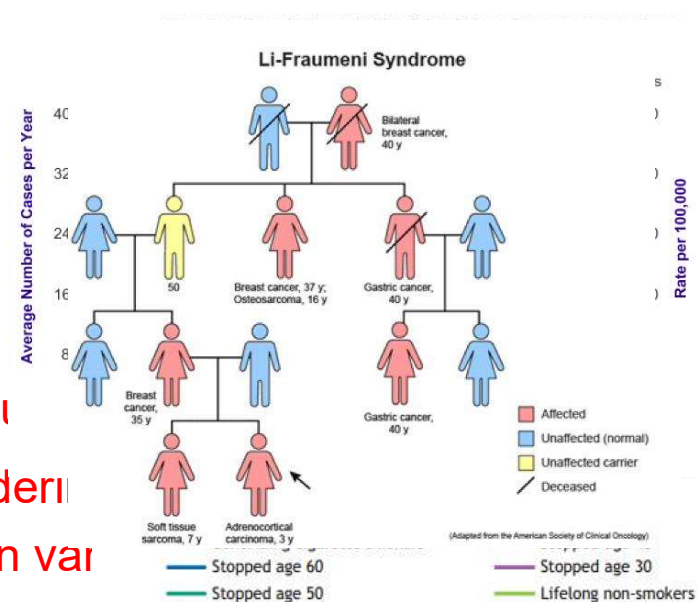 Li-Fraumeni Syndrome
s
Average Number of Cases per Year
40
32
24
16
8
Rate per 100,000
Bilateral
breast cancer,
40 y
50
Breast cancer, 37 y;
Osteosarcoma, 16 y
Gastric cancer,
40 y
Breast
cancer,
35 y
Gastric cancer,
40 y
Affected
Unaffected (normal)
Unaffected carrier
Deceased
Soft tissue
sarcoma, 7 y
Adrenocortical
carcinoma, 3 y
(Adapted from the American Society of Clinical Oncology)
n var
Stopped age 60
Stopped age 30
Stopped age 50
Lifelong non-smokers